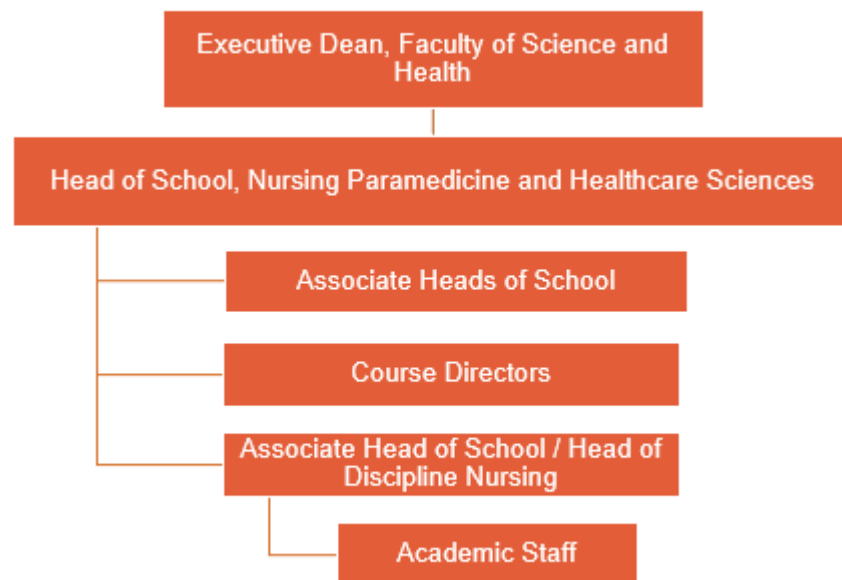 Executive Dean, Faculty of Science and
Health
Head of School, Nursing Paramedicine and Healthcare Sciences
Associate Heads of School
Course Directors
Associate Head of School / Head of
Discipline Nursing
Academic Staff